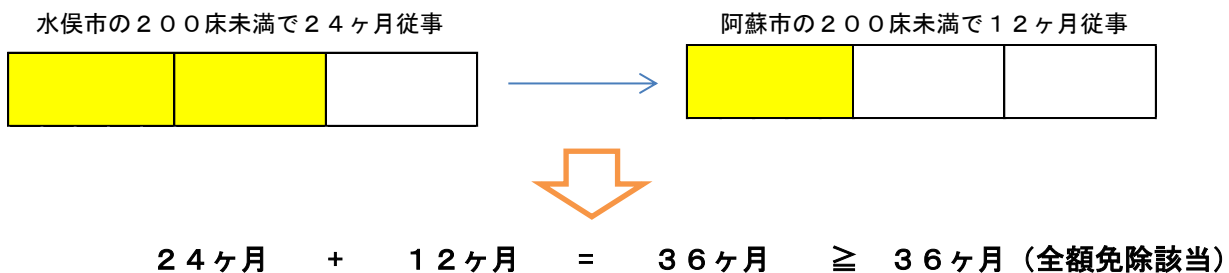 水俣市の２００床未満で２４ヶ月従事
阿蘇市の２００床未満で１２ヶ月従事
２４ヶ月 + １２ヶ月 = ３６ヶ月 ≧ ３６ヶ月（全額免除該当）